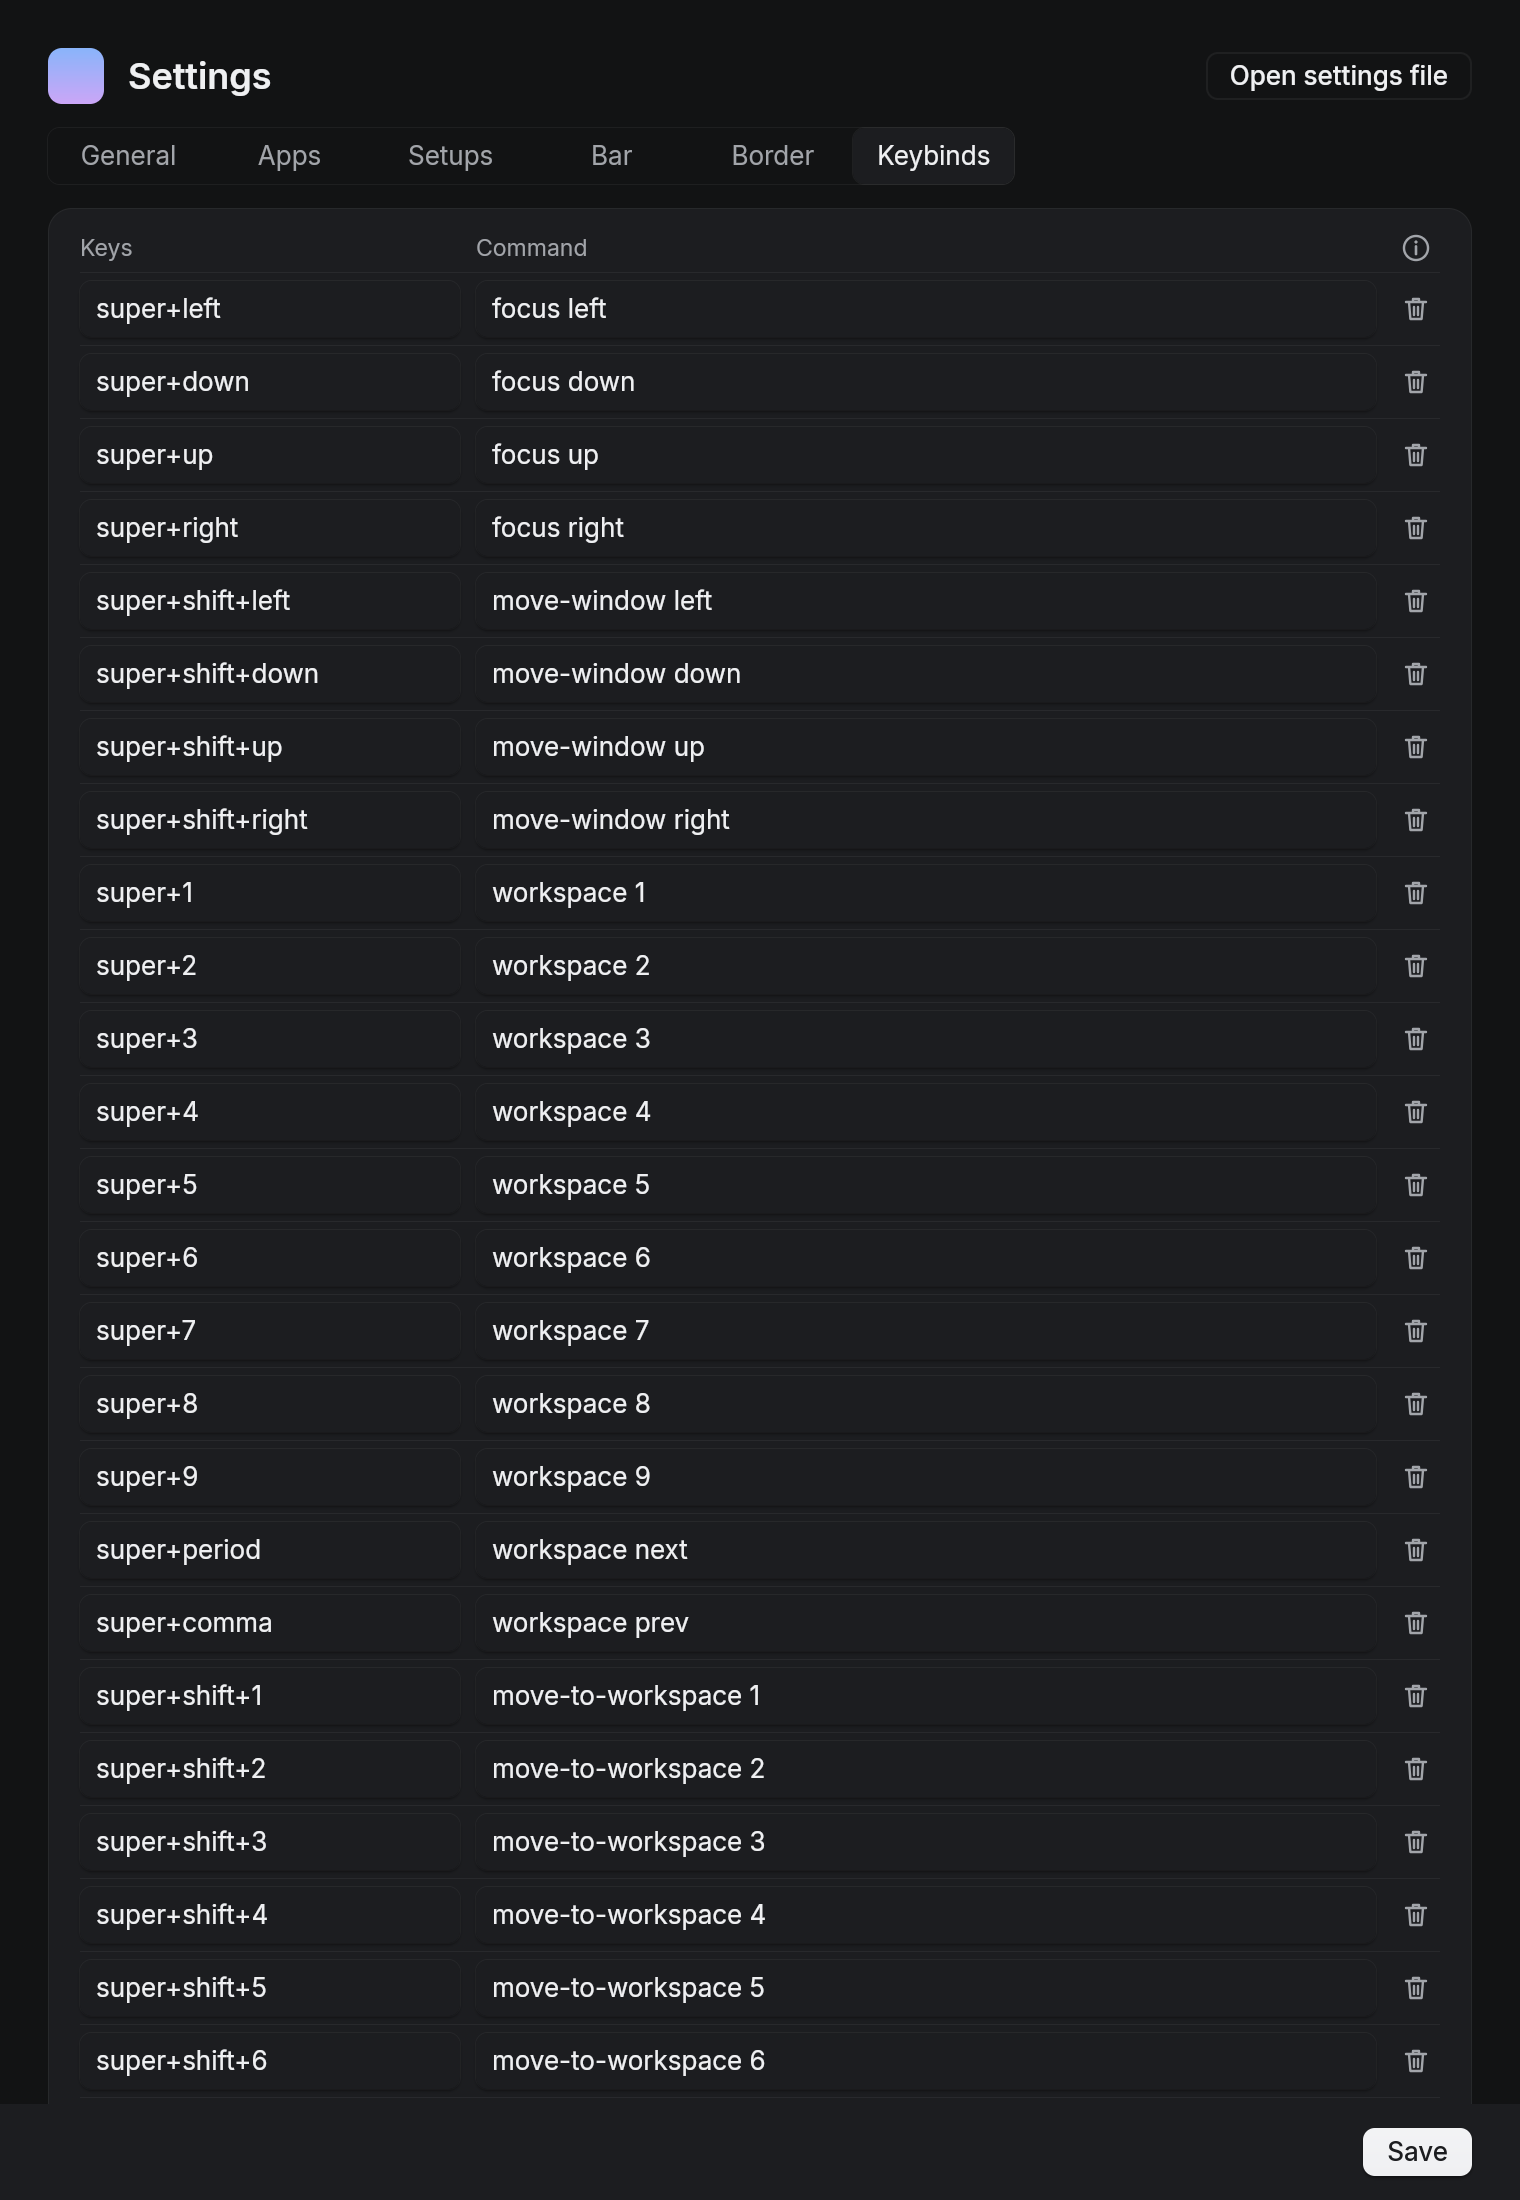 Settings
Open settings file
General Apps Setups Bar Border Keybinds
Keys Command
super+left focus left
super+down focus down
super+up focus up
super+right focus right
super+shift+left move-window left
super+shift+down move-window down
super+shift+up move-window up
super+shift+right move-window right
super+1 workspace 1
super+2 workspace 2
super+3 workspace 3
super+4 workspace 4
super+5 workspace 5
super+6 workspace 6
super+7 workspace 7
super+8 workspace 8
super+9 workspace 9
super+period workspace next
super+comma workspace prev
super+shift+1 move-to-workspace 1
super+shift+2 move-to-workspace 2
super+shift+3 move-to-workspace 3
super+shift+4 move-to-workspace 4
super+shift+5 move-to-workspace 5
super+shift+6 move-to-workspace 6
Save